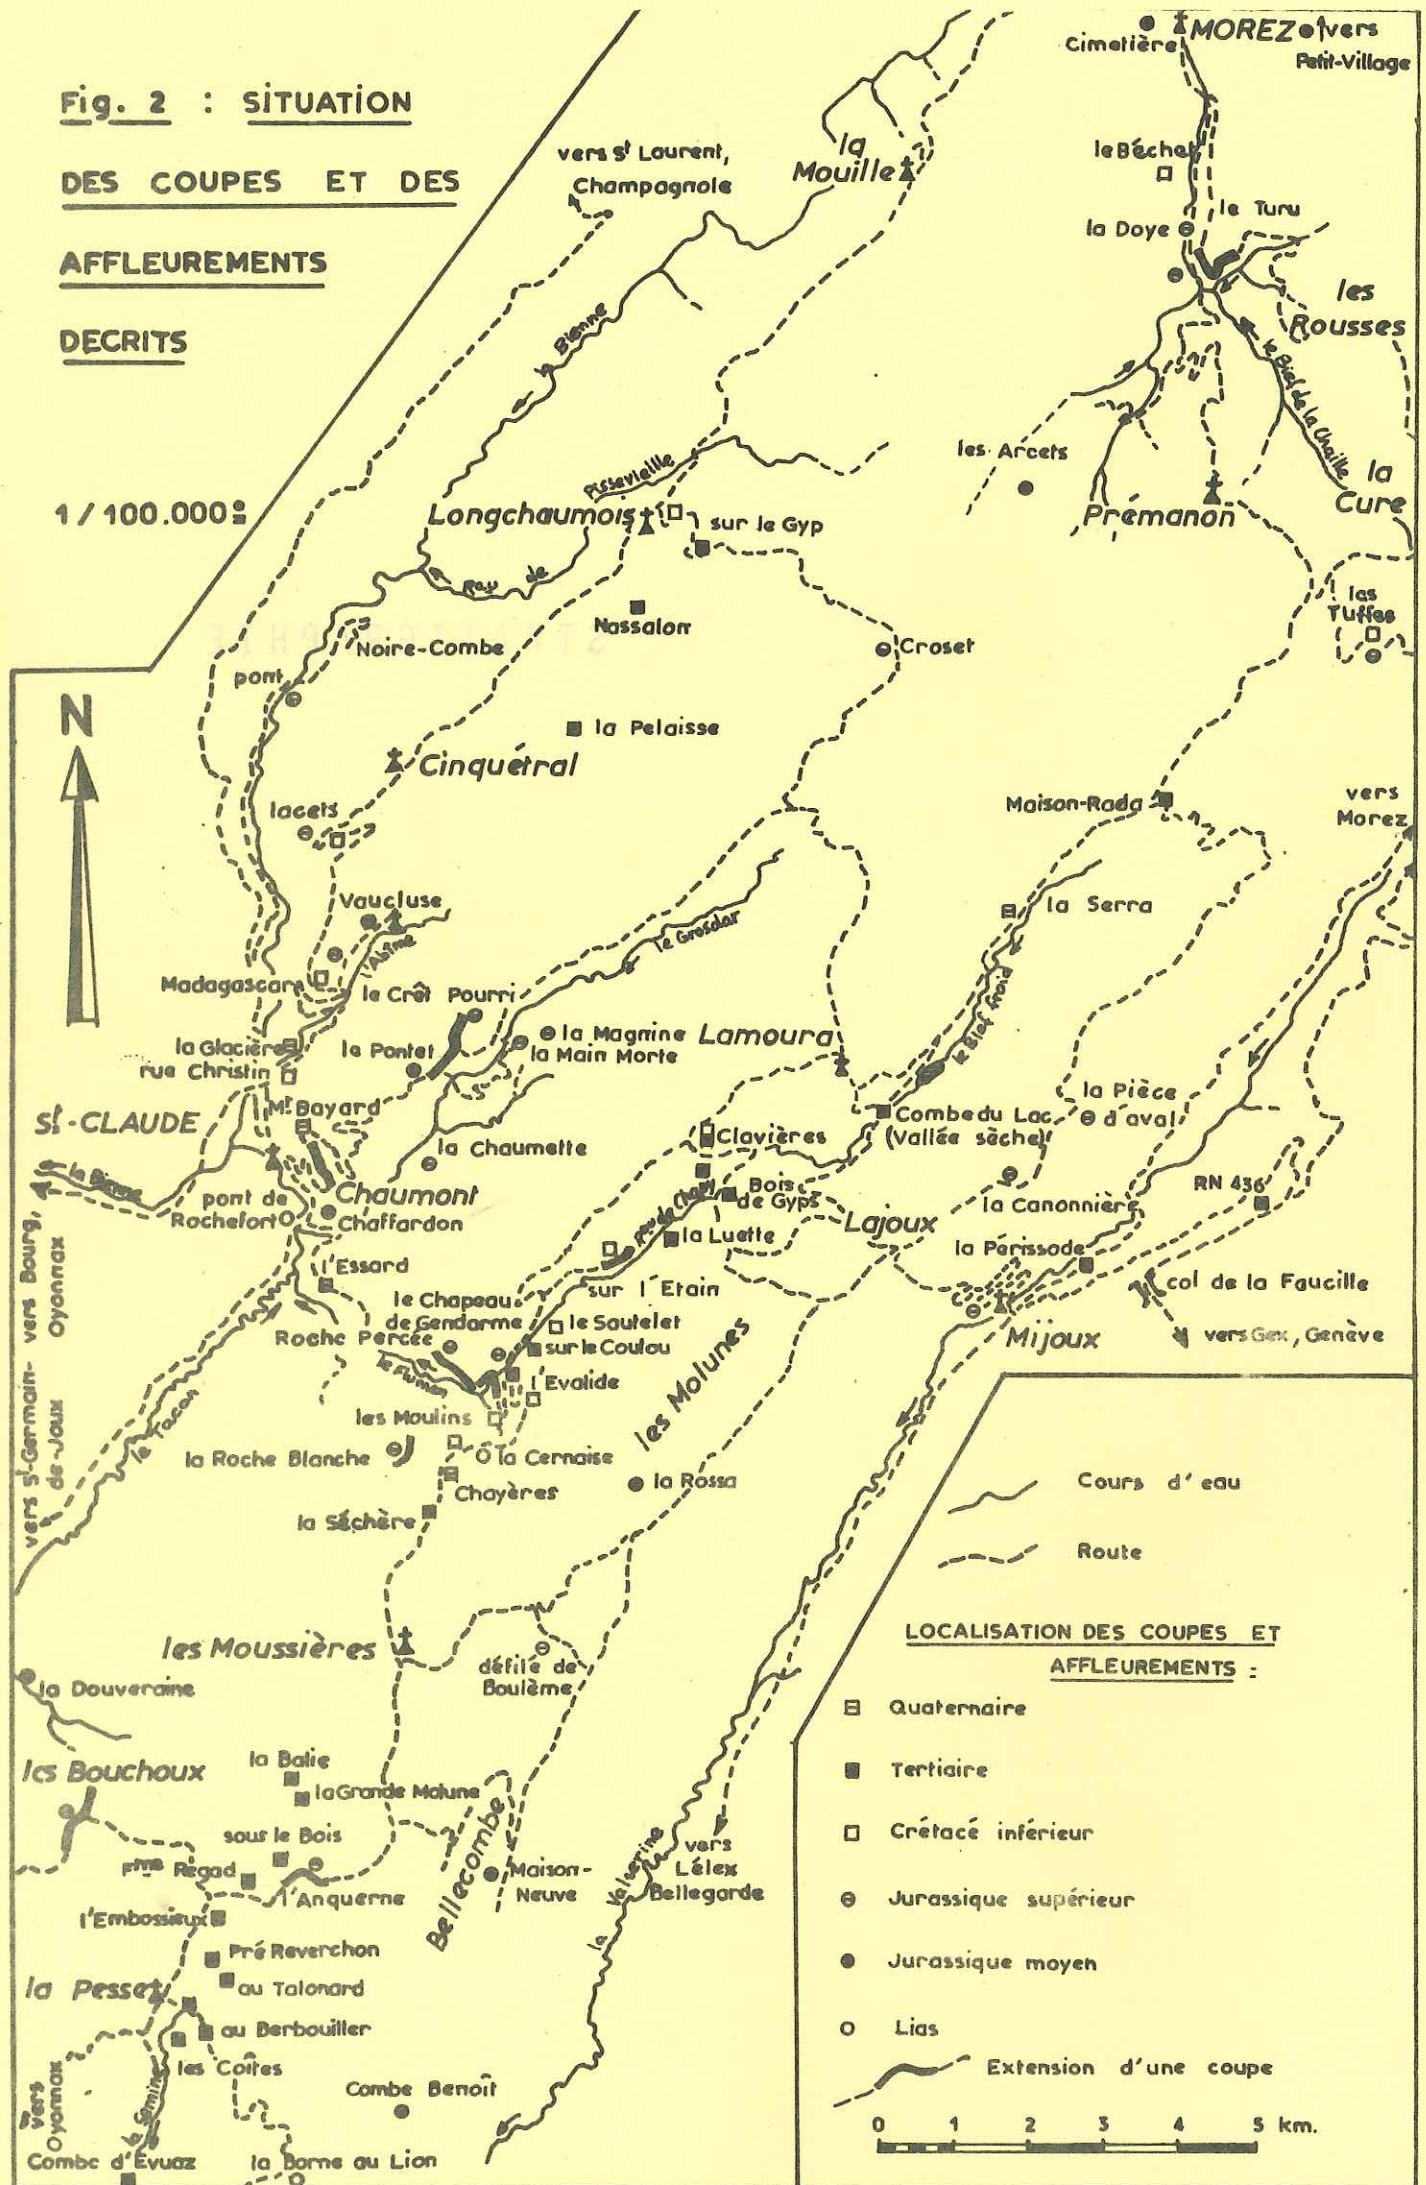 Fig. 2 : SITUATION
DES COUPES ET DES
AFFLEUREMENTS
DECRITS
1/100.000e
N
Cimetière
MOREZ
vers
Petit-Village
vers St Laurent,
Champagnole
la
Mouille
le Béchet
la Doye
le Turu
les
Rousses
la Bienne
le Bief de la Chaille
les Arcets
la
Cure
Prémanon
Pissevieille
Longchaumois
sur le Gyp
Rau de
Nassalon
Noire-Combe
Croset
les
Tuffes
pont
la Pelaisse
Cinquétral
lacets
Maison-Rada
vers
Morez
Vaucluse
l'Abîme
le Grosdar
la Serra
Madagascar
le Crêt Pourri
le Bief froid
la Glacière
le Pontet
la Magnine
Lamoura
rue Christin
la Main Morte
Mt Bayard
St-CLAUDE
la Pièce
d'aval
Combe du Lac
(Vallée sèche)
Clavières
la Chaumette
la Bienne
pont de
Rochefort
Chaumont
Chaffardon
Bois
de Gyps
la Canonnière
RN 436
Lajoux
la Luette
l'Essard
la Périssode
sur l'Etain
col de la Faucille
le Chapeau
de Gendarme
le Sautelet
Roche Percée
sur le Coulou
Mijoux
vers Gex, Genève
le Flumen
l'Evalide
les Molunes
les Moulins
le Tacon
la Roche Blanche
la Cernaise
Chayères
la Rossa
la Séchère
vers St-Germain-
de-Joux
vers Bourg,
Oyonnax
les Moussières
défilé de
Boulème
la Douveraine
les Bouchoux
la Balie
la Grande Molune
sous le Bois
Fme Regad
l'Anquerne
Bellecombe
Maison-
Neuve
la Valserine
vers
Lélex
Bellegarde
l'Embossieux
Pré Reverchon
au Talonard
la Pesse
au Berbouiller
les Coîtes
vers
Oyonnax
la Semine
Combe Benoît
Combe d'Evuaz
la Borne au Lion
Cours d'eau
Route
LOCALISATION DES COUPES ET
AFFLEUREMENTS :
Quaternaire
Tertiaire
Crétacé inférieur
Jurassique supérieur
Jurassique moyen
Lias
Extension d'une coupe
0 1 2 3 4 5 km.